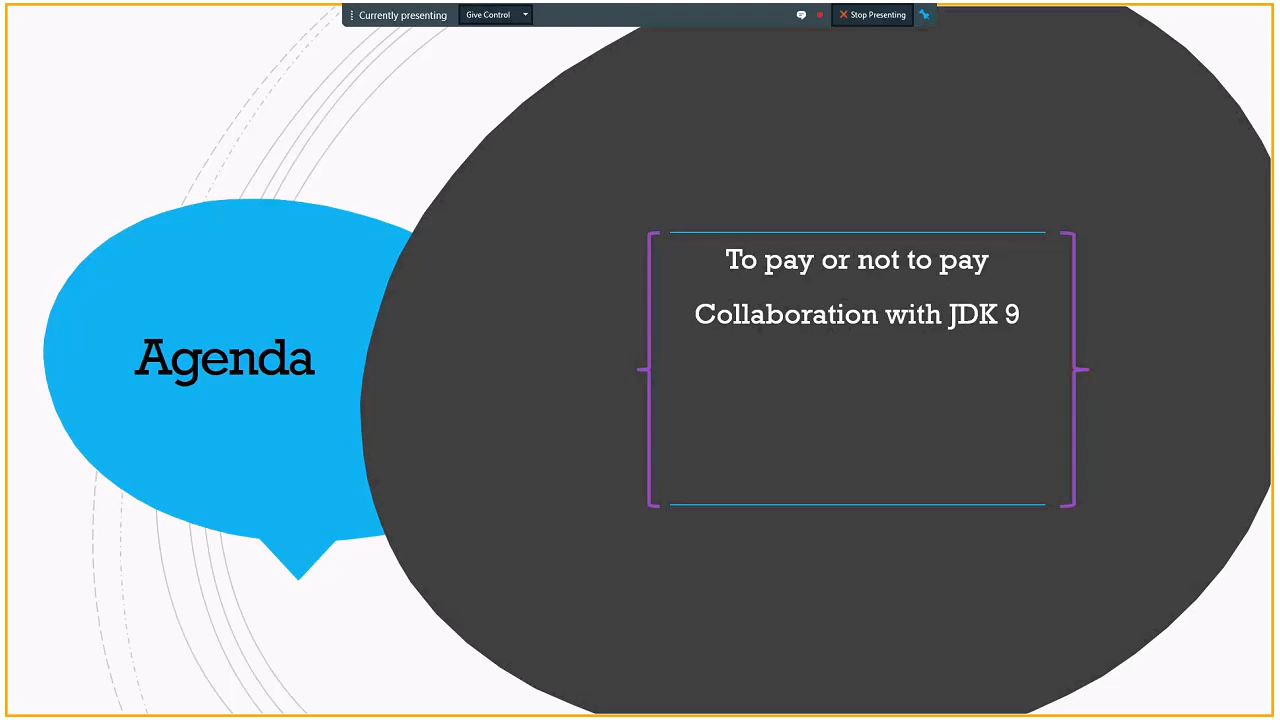 Currently presenting
Give Control
Stop Presenting
Agenda
To pay or not to pay
Collaboration with JDK 9